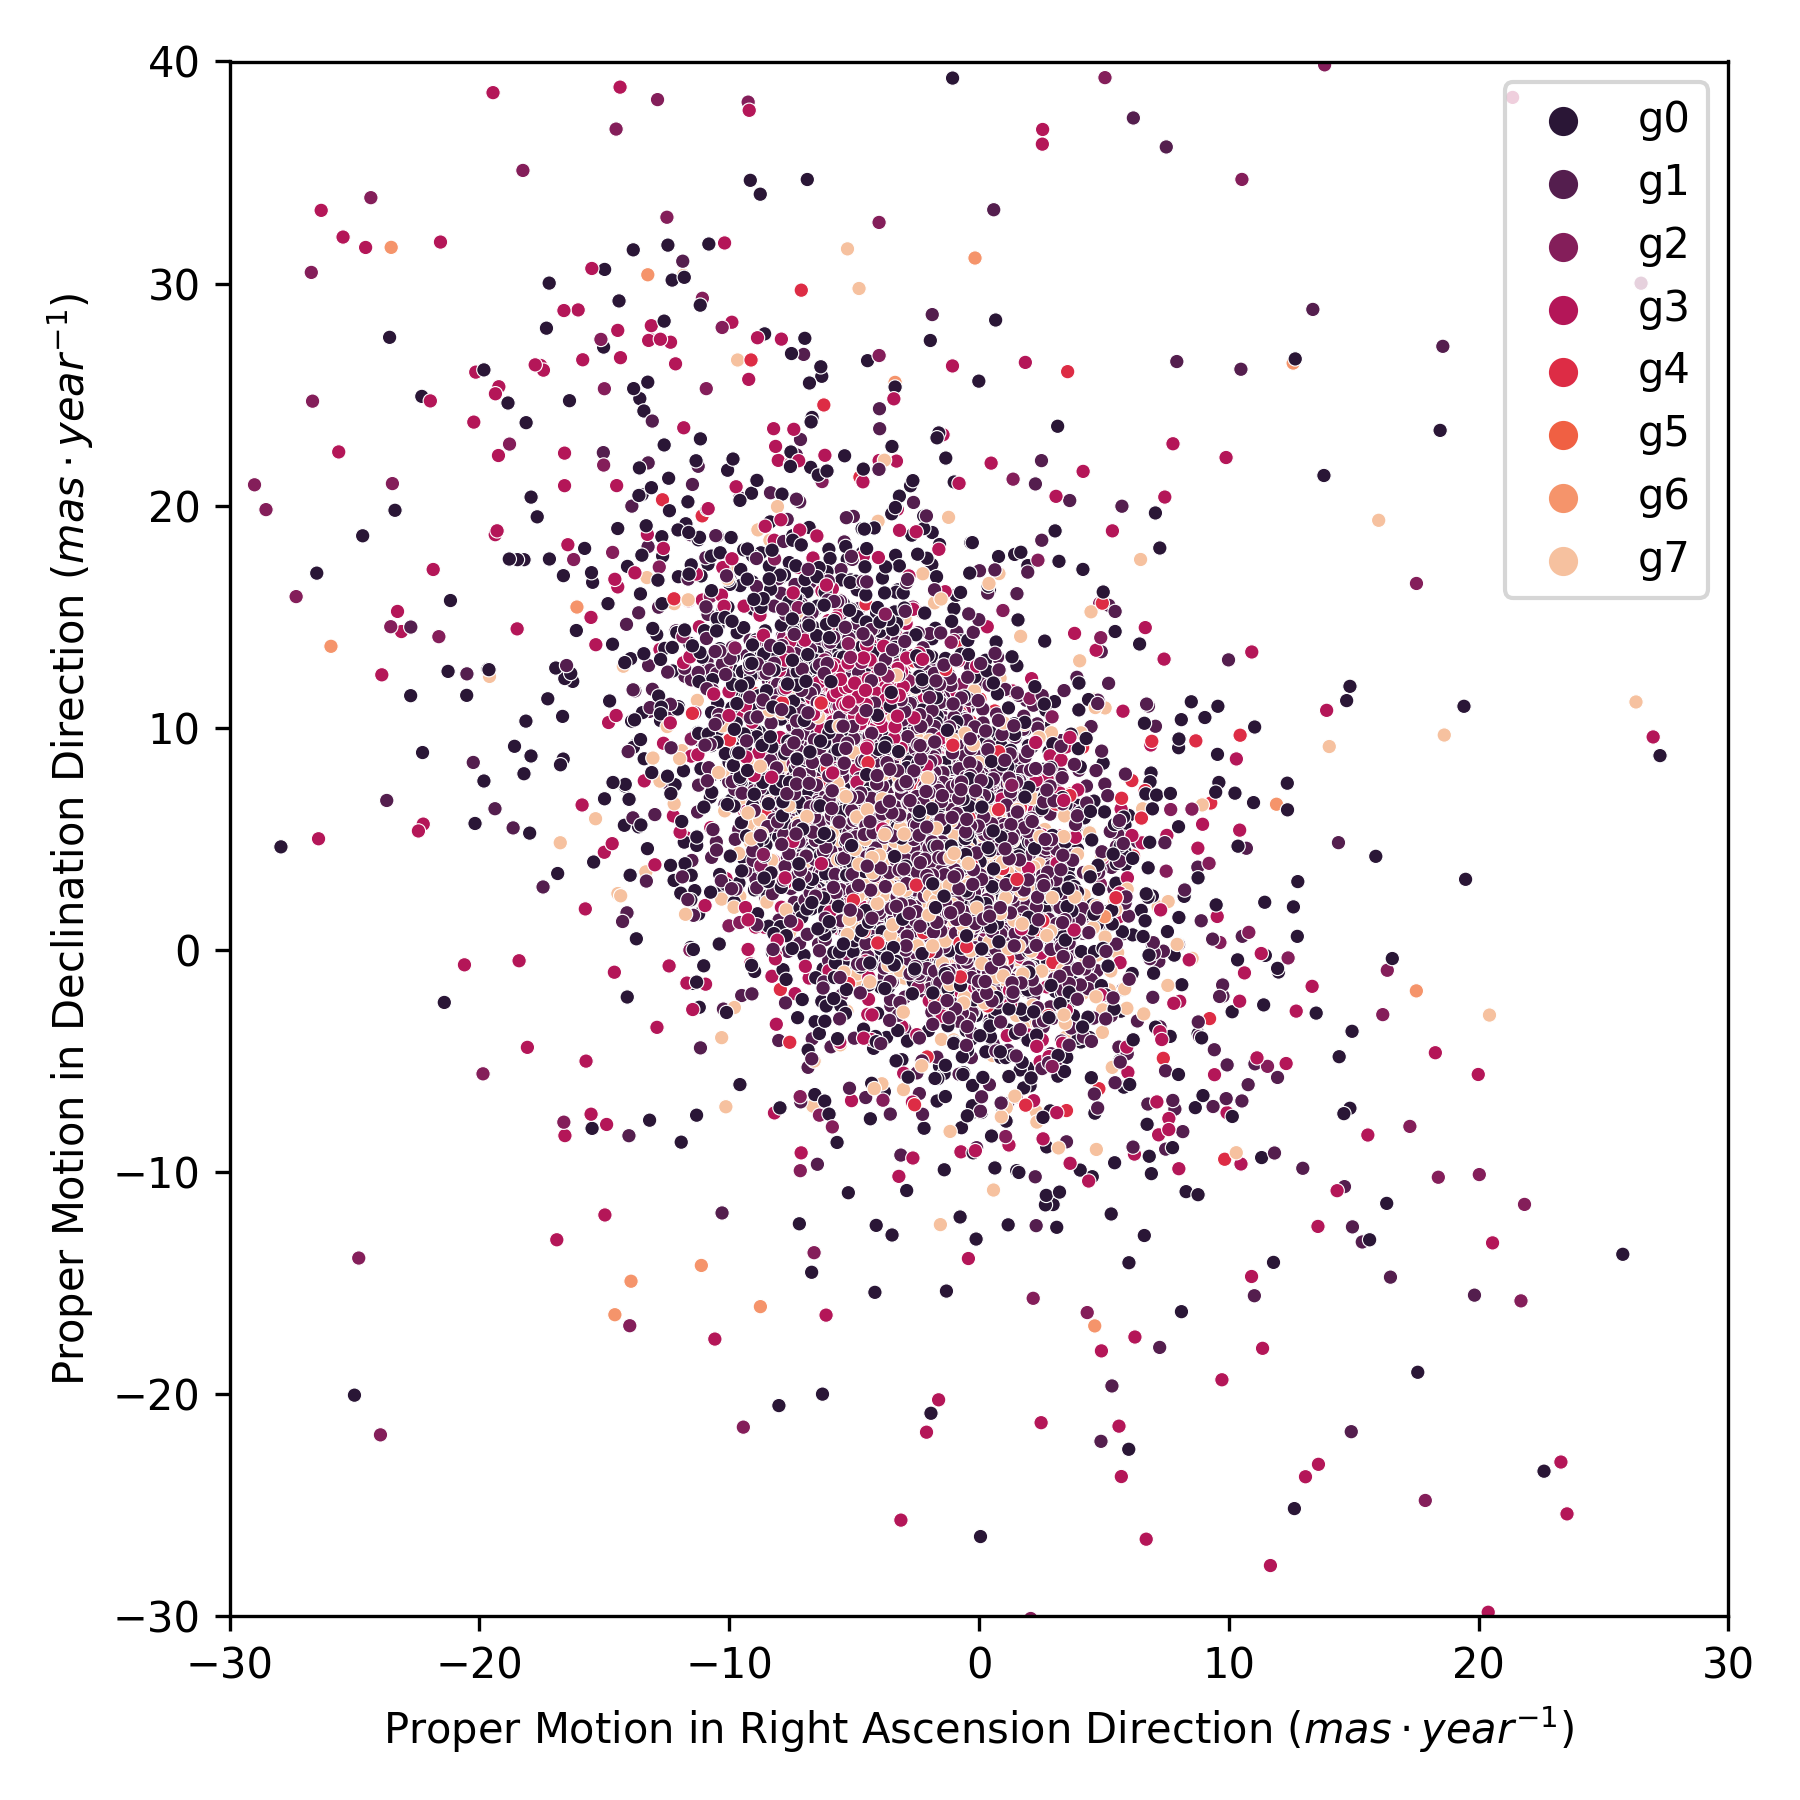 40
30
20
10
0
−10
−20
−30
−30 −20 −10 0 10 20 30
Proper Motion in Declination Direction (mas · year⁻¹)
Proper Motion in Right Ascension Direction (mas · year⁻¹)
g0
g1
g2
g3
g4
g5
g6
g7